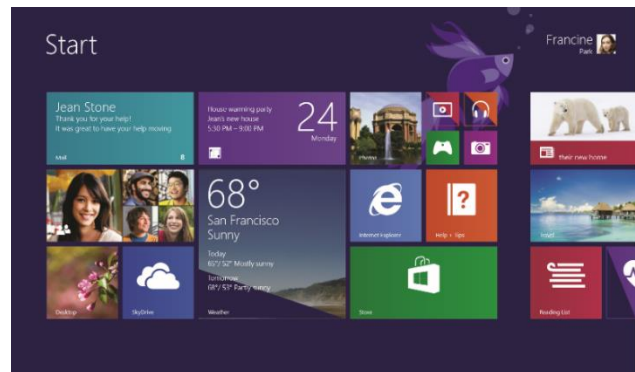 Start
Francine
Park
Jean Stone
Thank you for your help!
It was great to have your help moving
Mail
8
House warming party
Jean's new house
5:30 PM – 9:00 PM
24
Monday
Photos
their new home
68°
San Francisco
Sunny
Today
65°/ 52° Mostly sunny
Tomorrow
68°/ 53° Partly sunny
Weather
Internet Explorer
?
Help + Tips
Travel
Desktop
SkyDrive
Store
Reading List